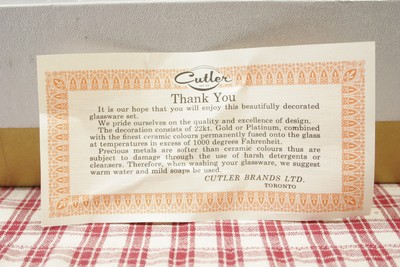 Cutler
Thank You
It is our hope that you will enjoy this beautifully decorated
glassware set.
We pride ourselves on the quality and excellence of design.
The decoration consists of 22kt. Gold or Platinum, combined
with the finest ceramic colours permanently fused onto the glass
at temperatures in excess of 1000 degrees Fahrenheit.
Precious metals are softer than ceramic colours thus are
subject to damage through the use of harsh detergents or
cleansers. Therefore, when washing your glassware, we suggest
warm water and mild soaps be used.
CUTLER BRANDS LTD.
TORONTO